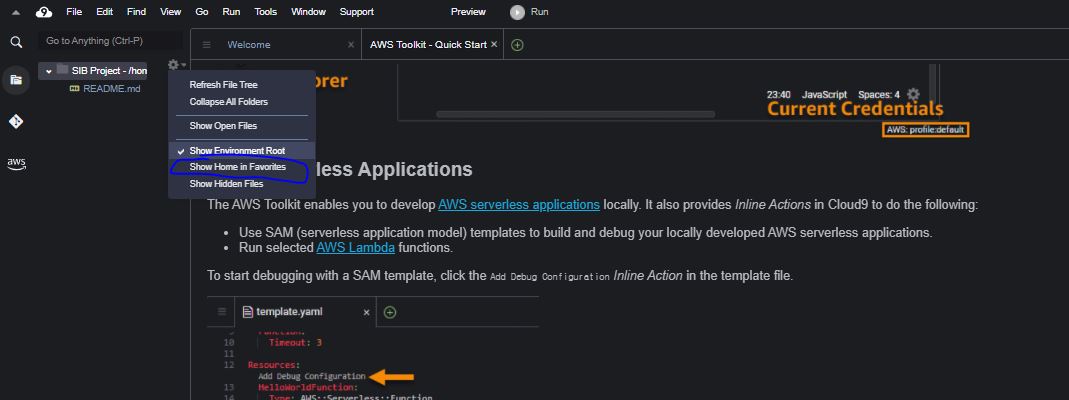 File Edit Find View Go Run Tools Window Support Preview Run
Go to Anything (Ctrl-P)
Welcome
AWS Toolkit - Quick Start
SIB Project - /hom
README.md
Refresh File Tree
Collapse All Folders
Show Open Files
Show Environment Root
Show Home in Favorites
Show Hidden Files
aws
orer
23:40 JavaScript Spaces: 4
Current Credentials
AWS: profile:default
less Applications
The AWS Toolkit enables you to develop AWS serverless applications locally. It also provides Inline Actions in Cloud9 to do the following:
• Use SAM (serverless application model) templates to build and debug your locally developed AWS serverless applications.
• Run selected AWS Lambda functions.
To start debugging with a SAM template, click the Add Debug Configuration Inline Action in the template file.
template.yaml
9 Function:
10 Timeout: 3
11
12 Resources:
Add Debug Configuration
13 HelloWorldFunction:
14 Type: AWS::Serverless::Function